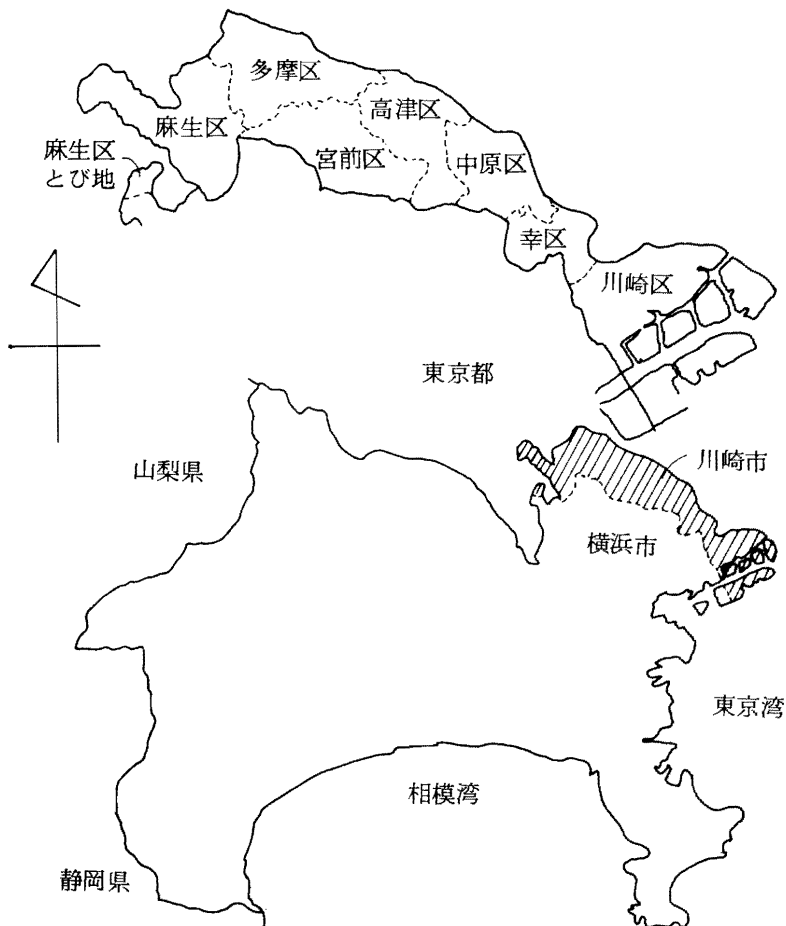 多摩区
高津区
麻生区
麻生区
とび地
宮前区
中原区
幸区
川崎区
東京都
山梨県
川崎市
横浜市
東京湾
相模湾
静岡県